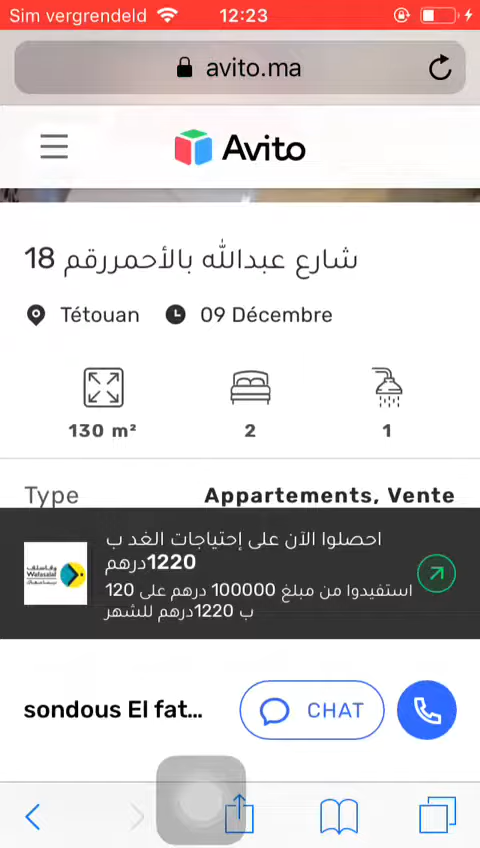 Sim vergrendeld 12:23
avito.ma
Avito
شارع عبدالله بالأحمررقم 18
Tétouan 09 Décembre
130 m² 2 1
Type Appartements, Vente
احصلوا الآن على إحتياجات الغد ب
1220درهم
استفيدوا من مبلغ 100000 درهم على 120
ب 1220درهم للشهر
وفاسلف
Wafasalaf
sondous El fat...
CHAT